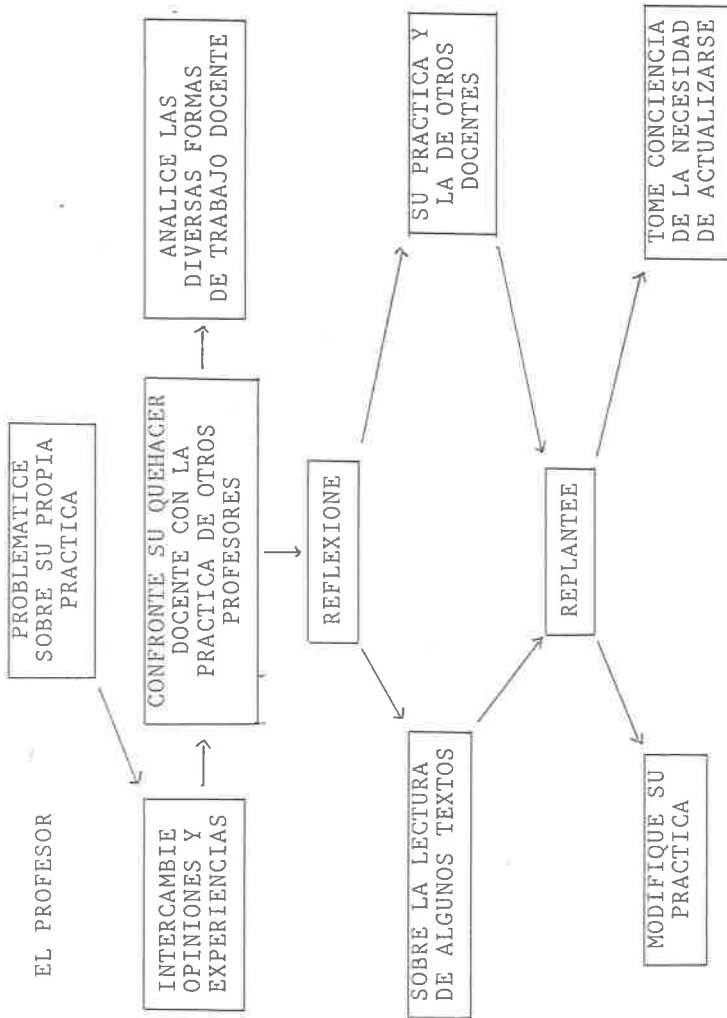 EL PROFESOR
PROBLEMATICE
SOBRE SU PROPIA
PRACTICA
INTERCAMBIE
OPINIONES Y
EXPERIENCIAS
CONFRONTE SU QUEHACER
DOCENTE CON LA
PRACTICA DE OTROS
PROFESORES
ANALICE LAS
DIVERSAS FORMAS
DE TRABAJO DOCENTE
REFLEXIONE
SOBRE LA LECTURA
DE ALGUNOS TEXTOS
SU PRACTICA Y
LA DE OTROS
DOCENTES
REPLANTEE
MODIFIQUE SU
PRACTICA
TOME CONCIENCIA
DE LA NECESIDAD
DE ACTUALIZARSE